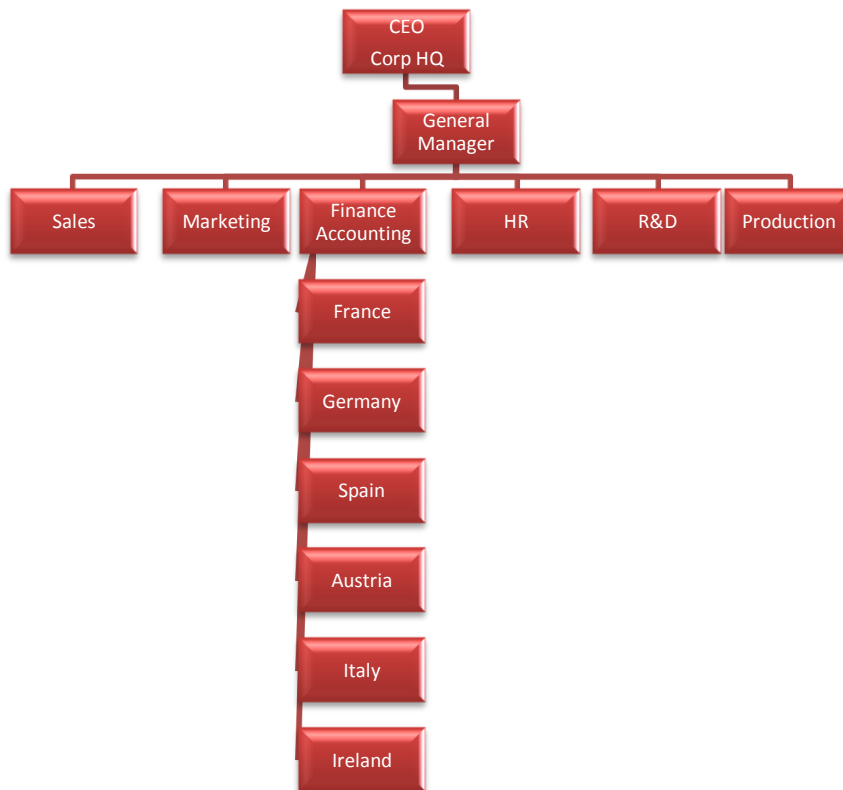 CEO
Corp HQ
General
Manager
Sales
Marketing
Finance
Accounting
HR
R&D
Production
France
Germany
Spain
Austria
Italy
Ireland